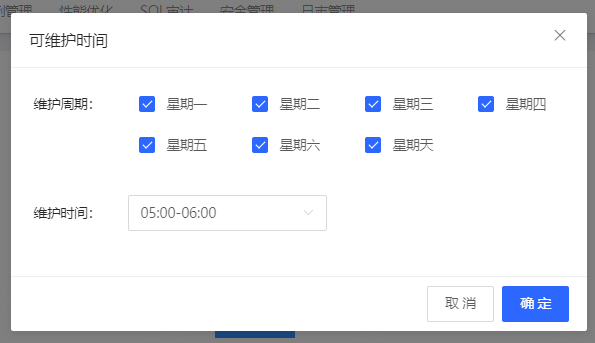 性能优化 SQL审计 安全管理 日志管理
可维护时间
维护周期： 星期一 星期二 星期三 星期四
星期五 星期六 星期天
维护时间： 05:00-06:00
取 消 确 定